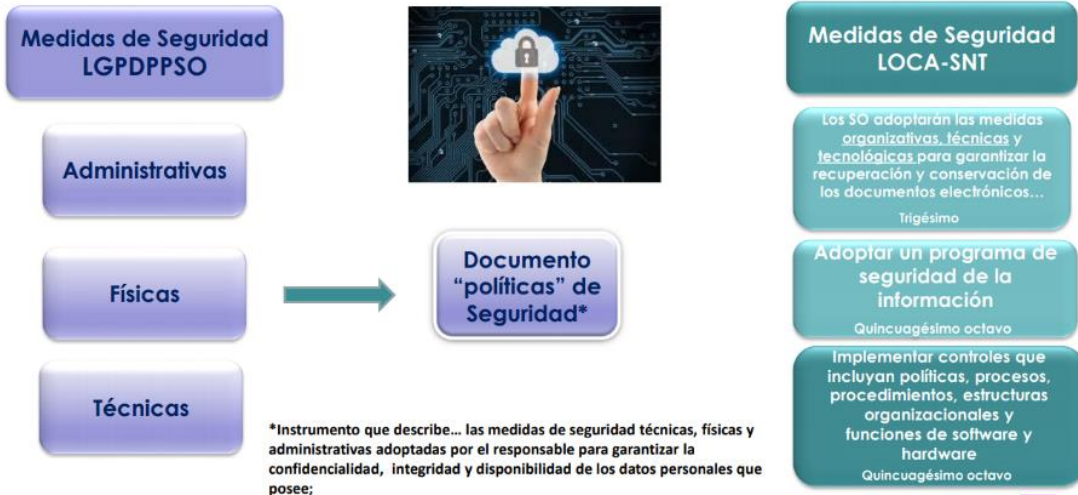 Medidas de Seguridad
LGPDPPSO
Administrativas
Físicas
Técnicas
Documento
“políticas” de
Seguridad*
*Instrumento que describe… las medidas de seguridad técnicas, físicas y
administrativas adoptadas por el responsable para garantizar la
confidencialidad, integridad y disponibilidad de los datos personales que
posee;
Medidas de Seguridad
LOCA-SNT
Los SO adoptarán las medidas
organizativas, técnicas y
tecnológicas para garantizar la
recuperación y conservación de
los documentos electrónicos…
Trigésimo
Adoptar un programa de
seguridad de la
información
Quincuagésimo octavo
Implementar controles que
incluyan políticas, procesos,
procedimientos, estructuras
organizacionales y
funciones de software y
hardware
Quincuagésimo octavo